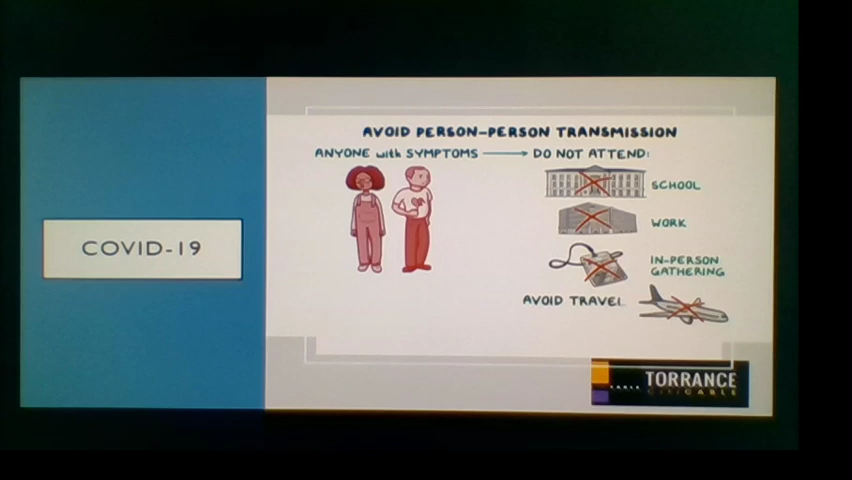 AVOID PERSON-PERSON TRANSMISSION
ANYONE with SYMPTOMS → DO NOT ATTEND:
SCHOOL
WORK
IN-PERSON
GATHERING
AVOID TRAVEL
COVID-19
TORRANCE
CITICABLE